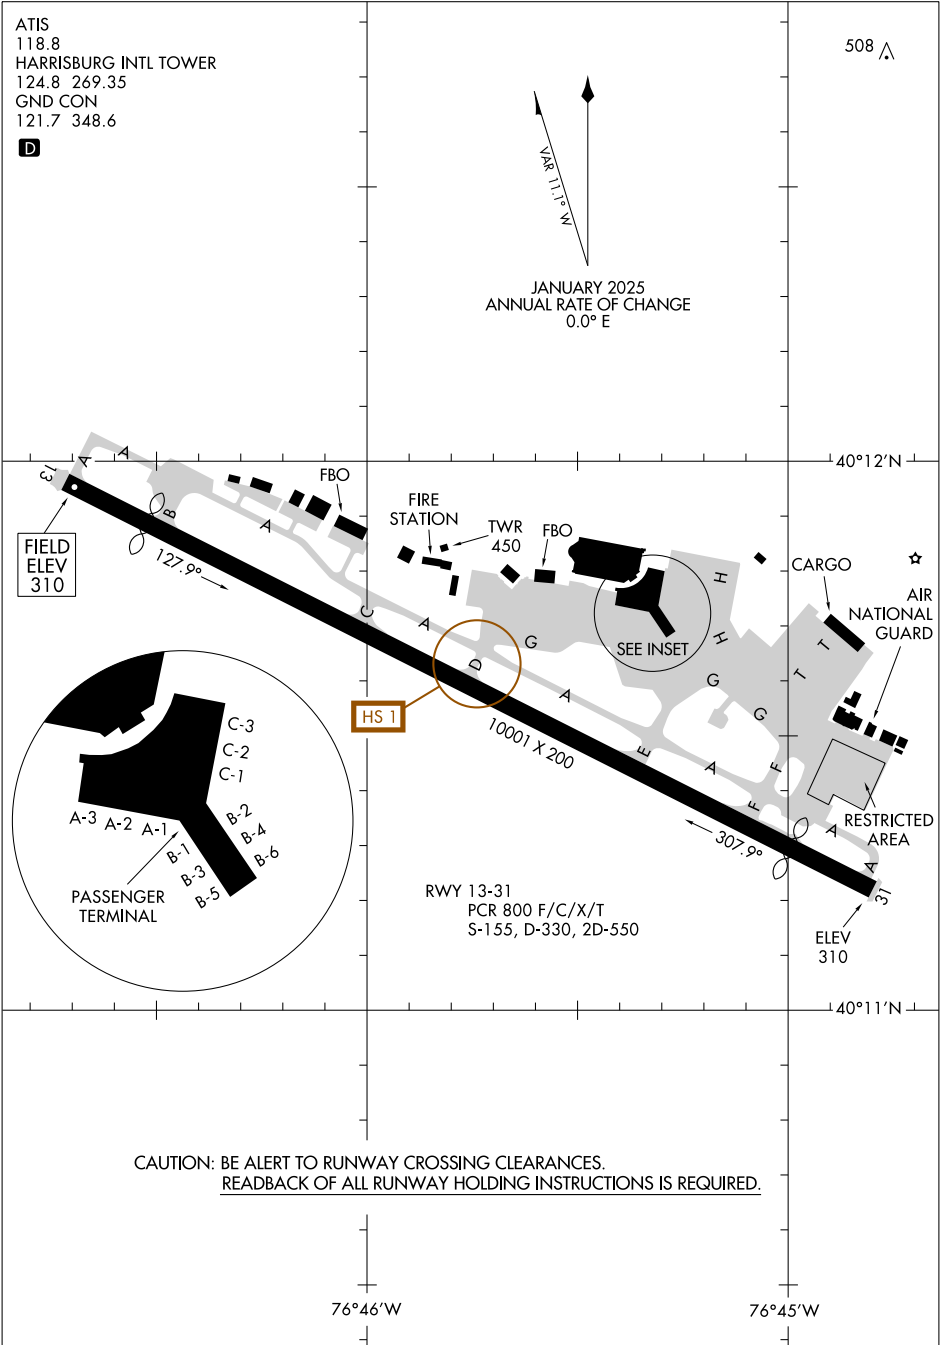 ATIS
118.8
HARRISBURG INTL TOWER
124.8 269.35
GND CON
121.7 348.6
D
508
VAR 11.1° W
JANUARY 2025
ANNUAL RATE OF CHANGE
0.0° E
40°12'N
13
A
A
B
A
FBO
FIRE
STATION
TWR
450
FBO
H
H
CARGO
AIR
NATIONAL
GUARD
FIELD
ELEV
310
127.9°
C
A
D
G
SEE INSET
G
G
T
T
HS 1
A
10001 X 200
E
A
F
F
A
A
RESTRICTED
AREA
307.9°
31
ELEV
310
C-3
C-2
C-1
A-3
A-2
A-1
B-2
B-4
B-6
B-1
B-3
B-5
PASSENGER
TERMINAL
RWY 13-31
PCR 800 F/C/X/T
S-155, D-330, 2D-550
40°11'N
CAUTION: BE ALERT TO RUNWAY CROSSING CLEARANCES.
READBACK OF ALL RUNWAY HOLDING INSTRUCTIONS IS REQUIRED.
76°46'W
76°45'W